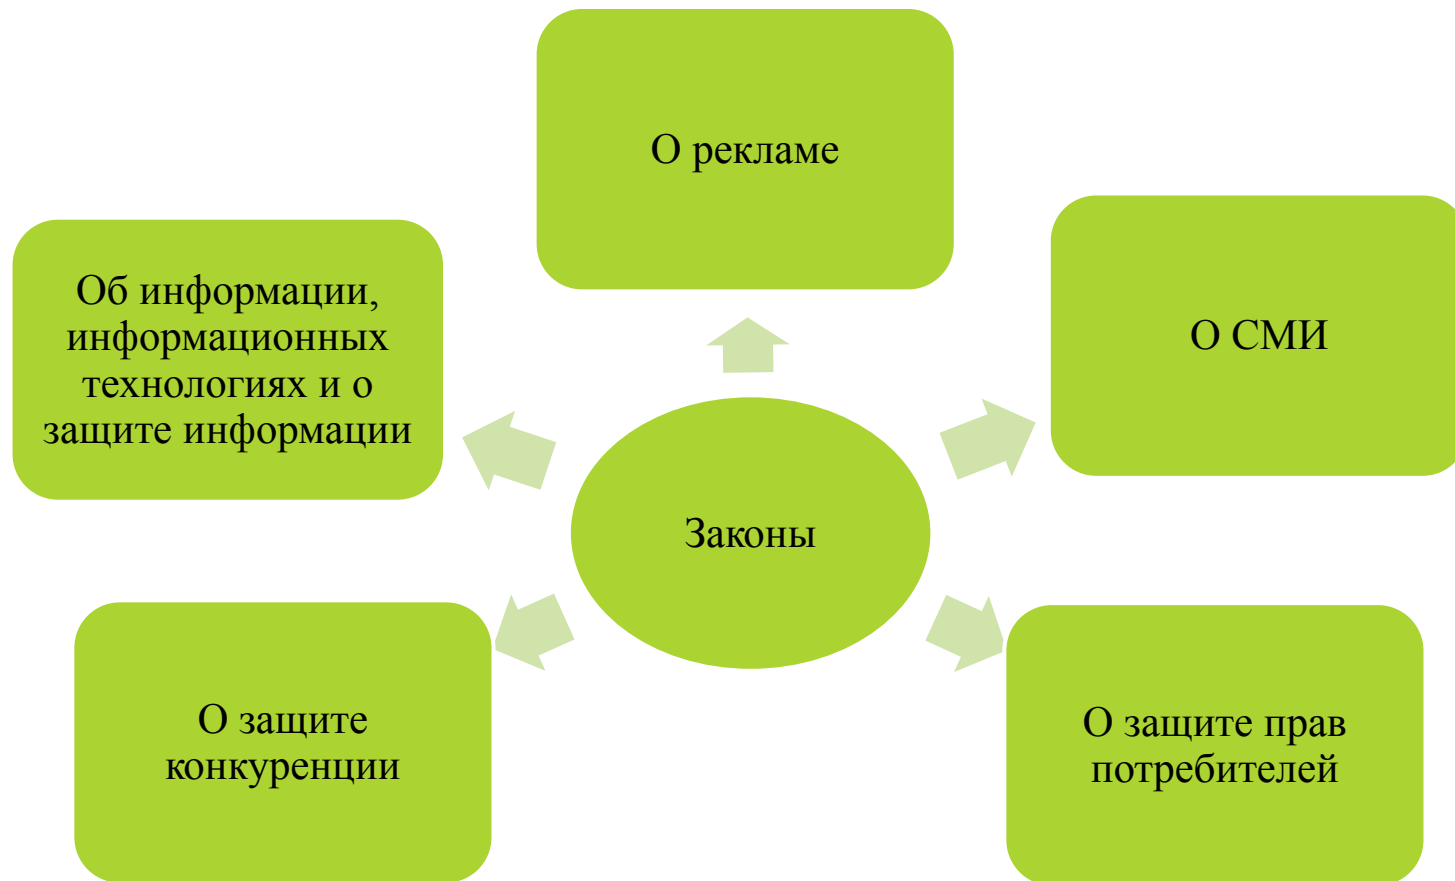 О рекламе
Об информации,
информационных
технологиях и о
защите информации
О СМИ
Законы
О защите
конкуренции
О защите прав
потребителей